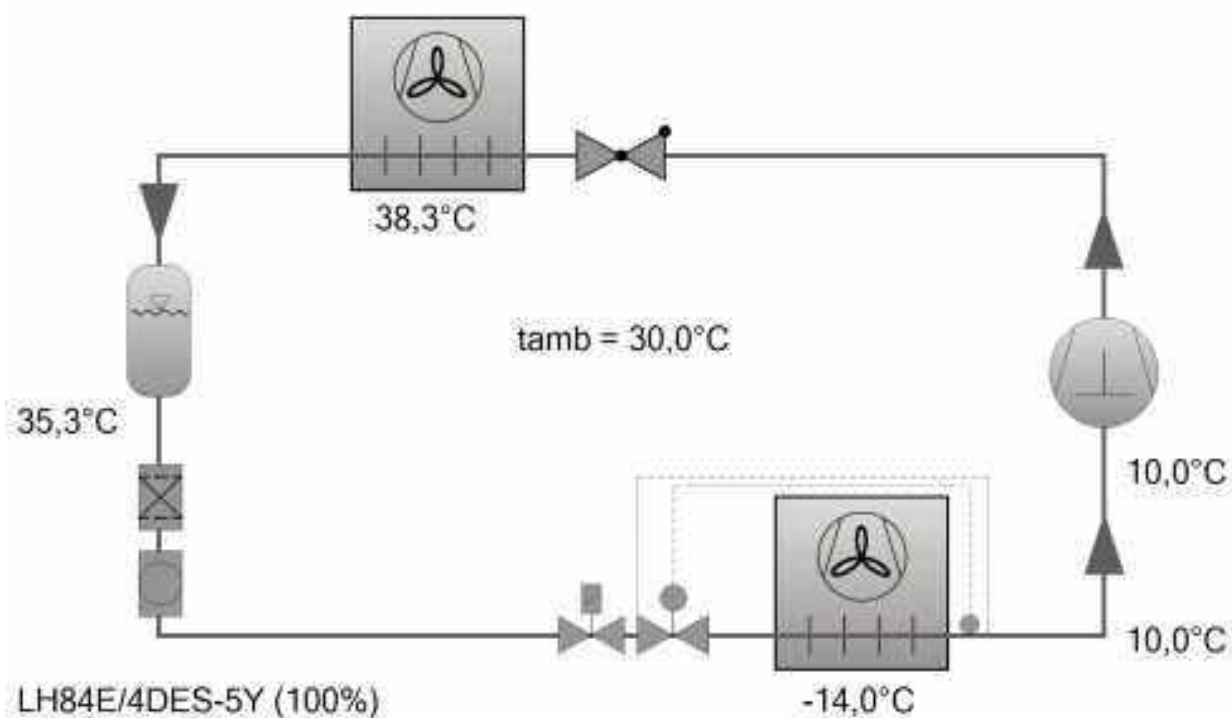 38,3°C
tamb = 30,0°C
35,3°C
10,0°C
10,0°C
LH84E/4DES-5Y (100%)
-14,0°C